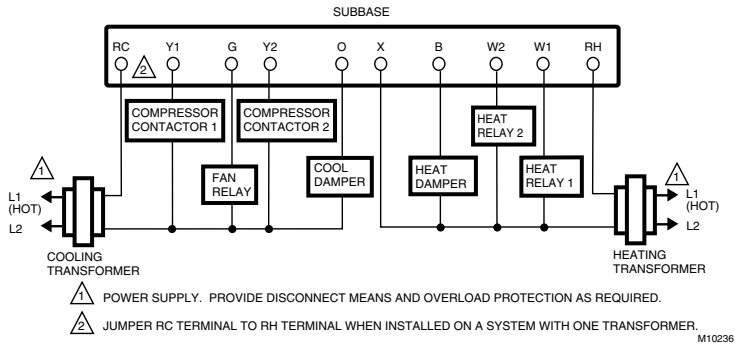 SUBBASE
RC Y1 G Y2 O X B W2 W1 RH
2
COMPRESSOR
CONTACTOR 1
COMPRESSOR
CONTACTOR 2
HEAT
RELAY 2
FAN
RELAY
COOL
DAMPER
HEAT
DAMPER
HEAT
RELAY 1
1
L1
(HOT)
L2
COOLING
TRANSFORMER
1
L1
(HOT)
L2
HEATING
TRANSFORMER
1 POWER SUPPLY. PROVIDE DISCONNECT MEANS AND OVERLOAD PROTECTION AS REQUIRED.
2 JUMPER RC TERMINAL TO RH TERMINAL WHEN INSTALLED ON A SYSTEM WITH ONE TRANSFORMER.
M10236